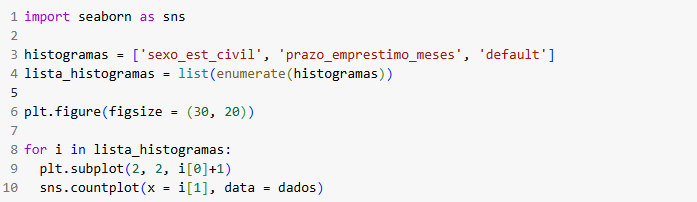 1 import seaborn as sns
2
3 histogramas = ['sexo_est_civil', 'prazo_emprestimo_meses', 'default']
4 lista_histogramas = list(enumerate(histogramas))
5
6 plt.figure(figsize = (30, 20))
7
8 for i in lista_histogramas:
9   plt.subplot(2, 2, i[0]+1)
10   sns.countplot(x = i[1], data = dados)